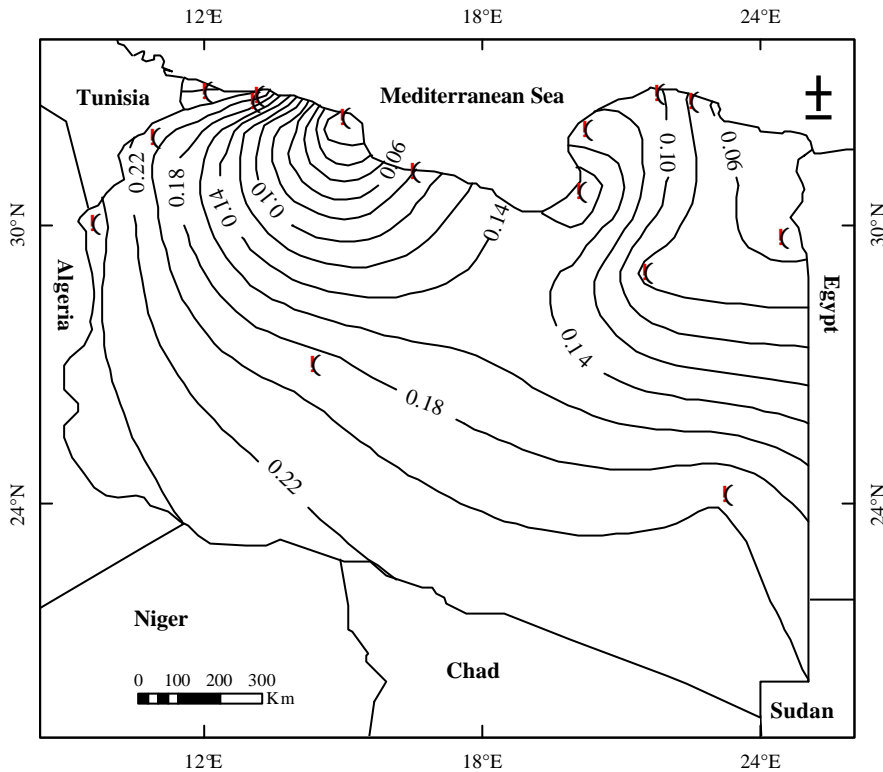 12°E 18°E 24°E
Tunisia
Mediterranean Sea
0.22
0.18
0.14
0.10
0.06
0.14
0.10
0.06
30°N
30°N
Algeria
Egypt
0.14
0.18
0.22
24°N
24°N
Niger
Chad
Sudan
0 100 200 300
Km
12°E 18°E 24°E